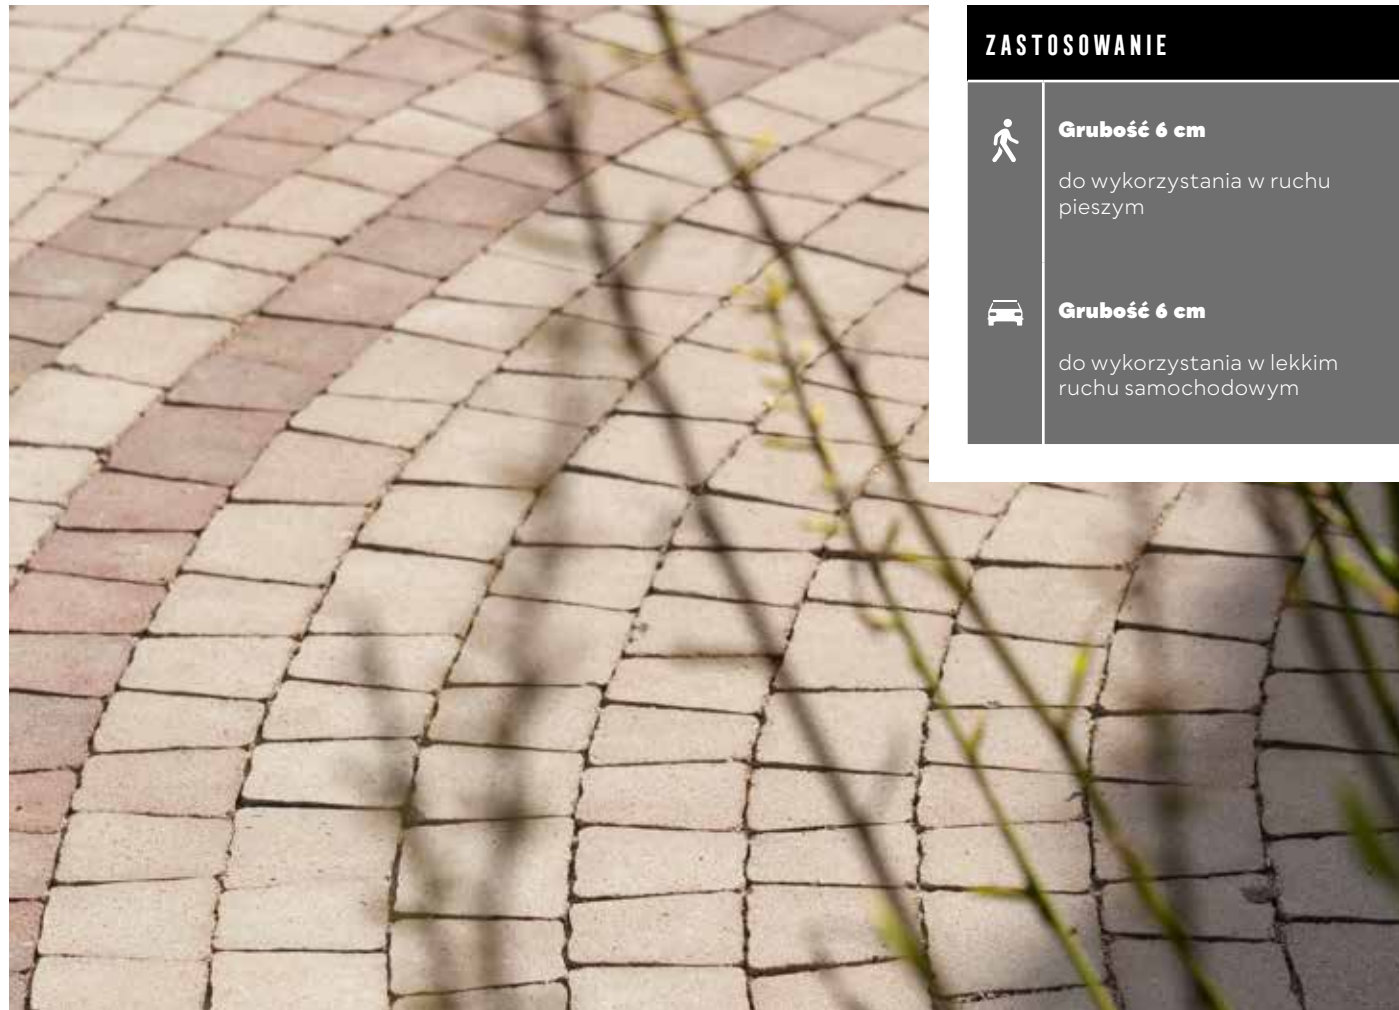 ZASTOSOWANIE
Grubość 6 cm
do wykorzystania w ruchu
pieszym
Grubość 6 cm
do wykorzystania w lekkim
ruchu samochodowym